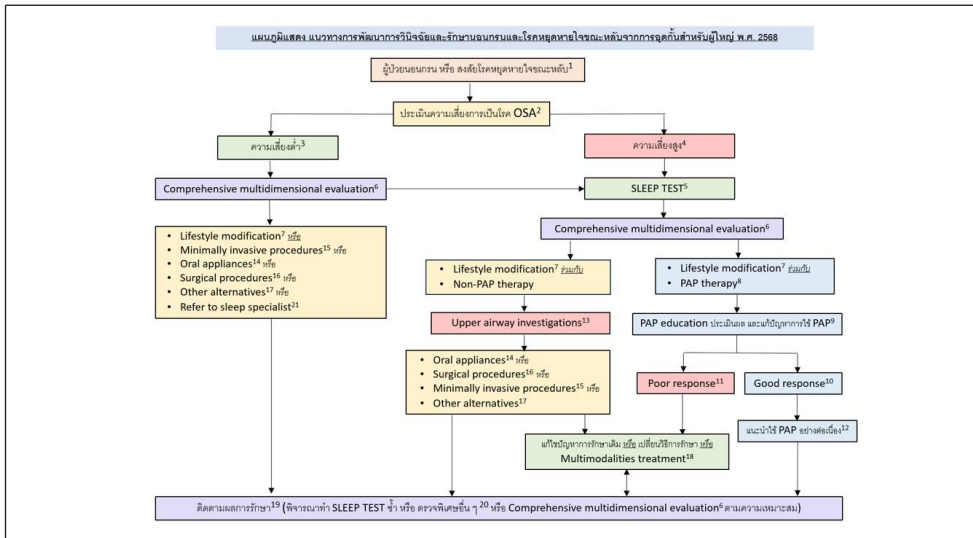 แผนภูมิแสดง แนวทางการพัฒนาการวินิจฉัยและรักษานอนกรนและโรคหยุดหายใจขณะหลับจากการอุดกั้นสำหรับผู้ใหญ่ พ.ศ. 2568
ผู้ป่วยนอนกรน หรือ สงสัยโรคหยุดหายใจขณะหลับ1
ประเมินความเสี่ยงการเป็นโรค OSA2
ความเสี่ยงต่ำ3
ความเสี่ยงสูง4
Comprehensive multidimensional evaluation6
SLEEP TEST5
Comprehensive multidimensional evaluation6
• Lifestyle modification7 หรือ
• Minimally invasive procedures15 หรือ
• Oral appliances14 หรือ
• Surgical procedures16 หรือ
• Other alternatives17 หรือ
• Refer to sleep specialist21
• Lifestyle modification7 ร่วมกับ
• Non-PAP therapy
• Lifestyle modification7 ร่วมกับ
• PAP therapy8
Upper airway investigations13
PAP education ประเมินผล และแก้ปัญหาการใช้ PAP9
• Oral appliances14 หรือ
• Surgical procedures16 หรือ
• Minimally invasive procedures15 หรือ
• Other alternatives17
Poor response11
Good response10
แนะนำใช้ PAP อย่างต่อเนื่อง12
แก้ไขปัญหาการรักษาเดิม หรือ เปลี่ยนวิธีการรักษา หรือ
Multimodalities treatment18
ติดตามผลการรักษา19 (พิจารณาทำ SLEEP TEST ซ้ำ หรือ ตรวจพิเศษอื่น ๆ 20 หรือ Comprehensive multidimensional evaluation6 ตามความเหมาะสม)